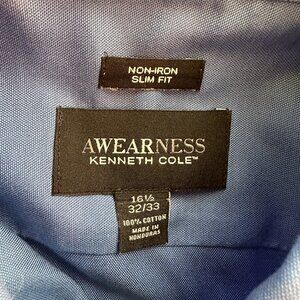 NON-IRON
SLIM FIT
AWEARNESS
KENNETH COLE™
16½
32/33
100% COTTON
MADE IN
HONDURAS